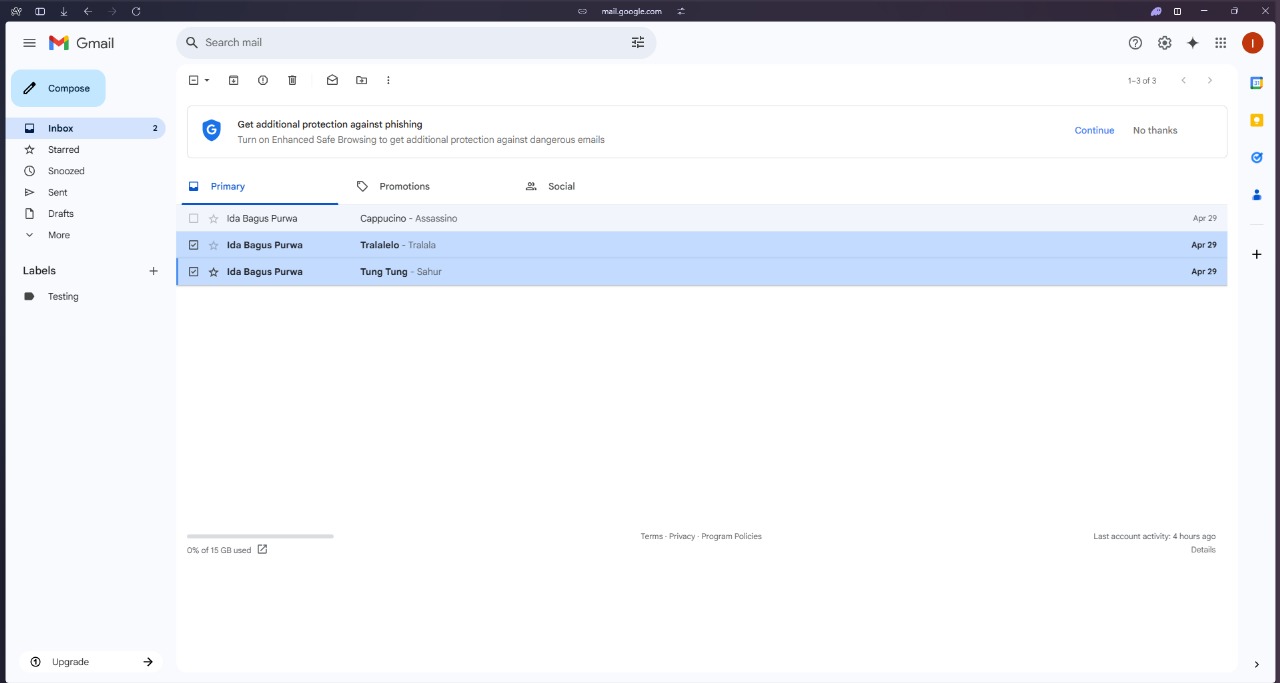 mail.google.com
Gmail
Search mail
I
Compose
1–3 of 3
Get additional protection against phishing
Turn on Enhanced Safe Browsing to get additional protection against dangerous emails
Continue
No thanks
Inbox
2
Starred
Snoozed
Sent
Drafts
More
Labels
Testing
Primary
Promotions
Social
Ida Bagus Purwa Cappucino - Assassino Apr 29
Ida Bagus Purwa Tralalelo - Tralala Apr 29
Ida Bagus Purwa Tung Tung - Sahur Apr 29
0% of 15 GB used
Terms · Privacy · Program Policies
Last account activity: 4 hours ago
Details
Upgrade